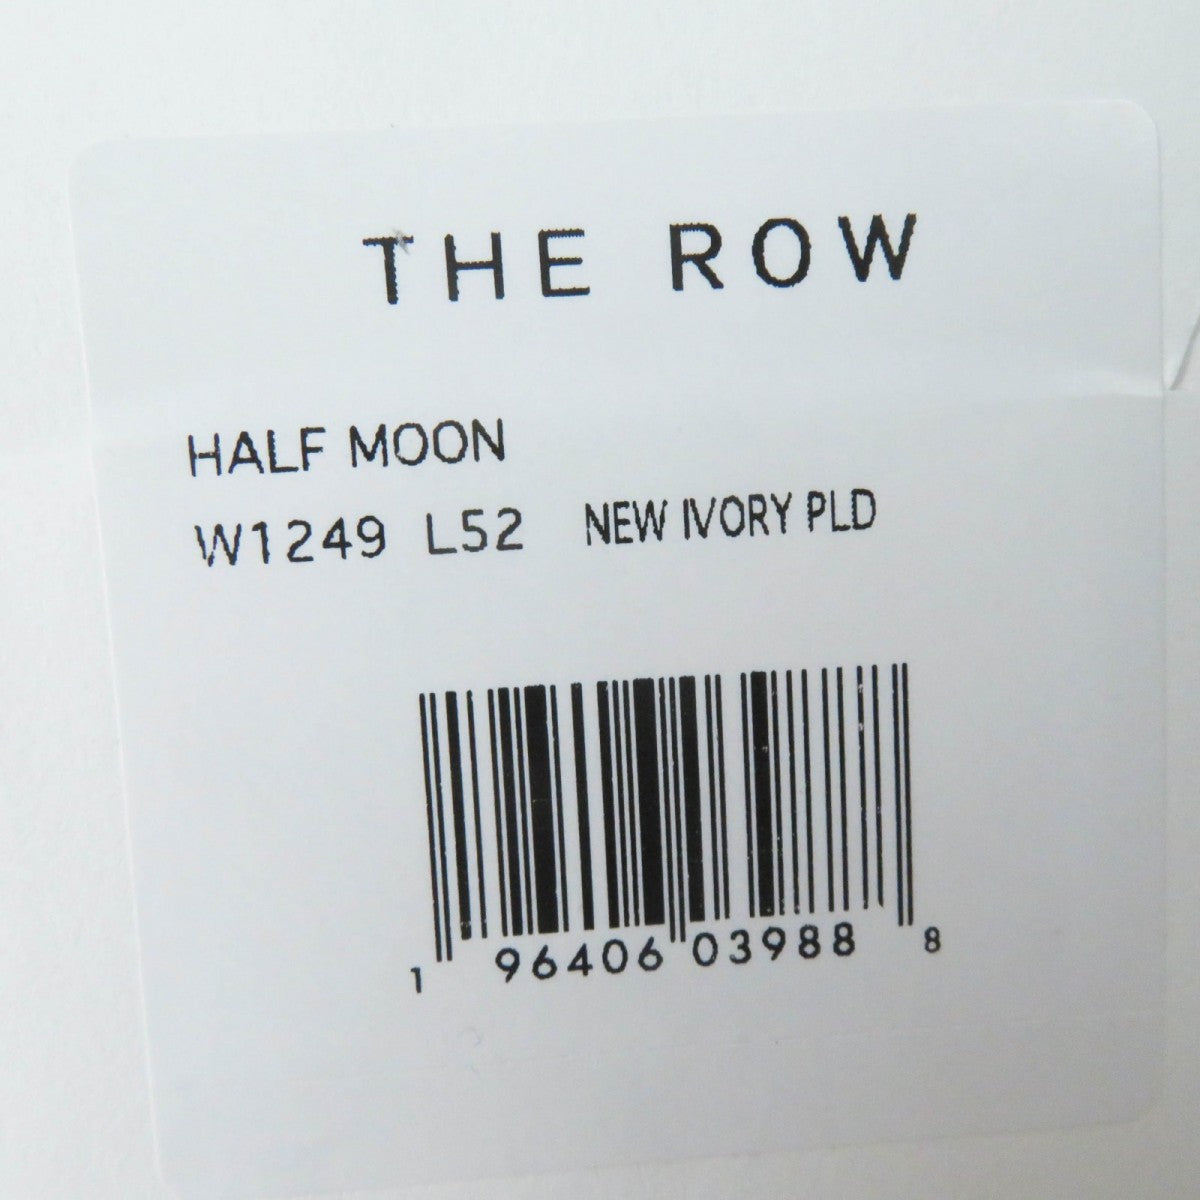 THE ROW
HALF MOON
W1249 L52 NEW IVORY PLD
1 96406 03988 8